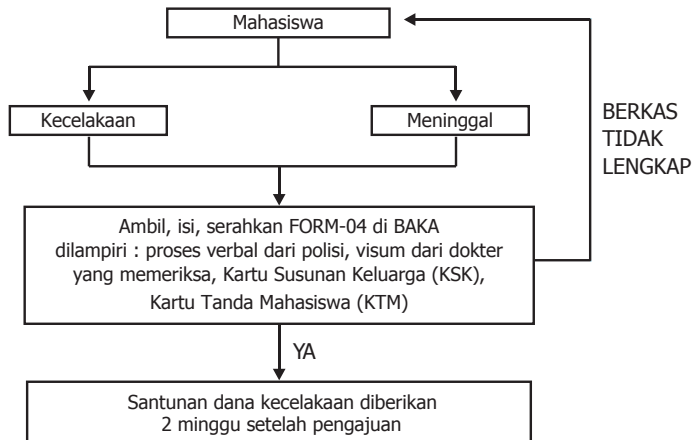 Mahasiswa
Kecelakaan
Meninggal
BERKAS
TIDAK
LENGKAP
Ambil, isi, serahkan FORM-04 di BAKA
dilampiri : proses verbal dari polisi, visum dari dokter
yang memeriksa, Kartu Susunan Keluarga (KSK),
Kartu Tanda Mahasiswa (KTM)
YA
Santunan dana kecelakaan diberikan
2 minggu setelah pengajuan